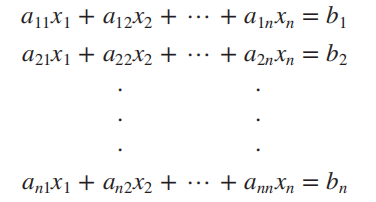 a₁₁x₁ + a₁₂x₂ + ⋯ + a₁ₙxₙ = b₁
a₂₁x₁ + a₂₂x₂ + ⋯ + a₂ₙxₙ = b₂
. .
. .
. .
aₙ₁x₁ + aₙ₂x₂ + ⋯ + aₙₙxₙ = bₙ